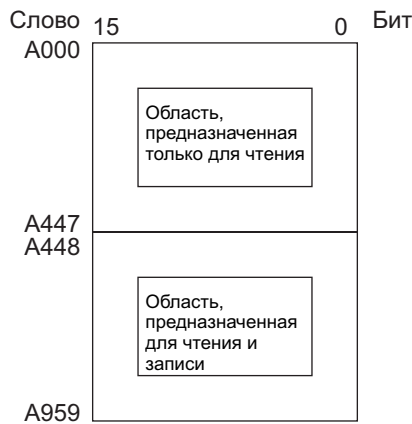 Слово 15 0 Бит
A000
Область,
предназначенная
только для чтения
A447
A448
Область,
предназначенная
для чтения и
записи
A959